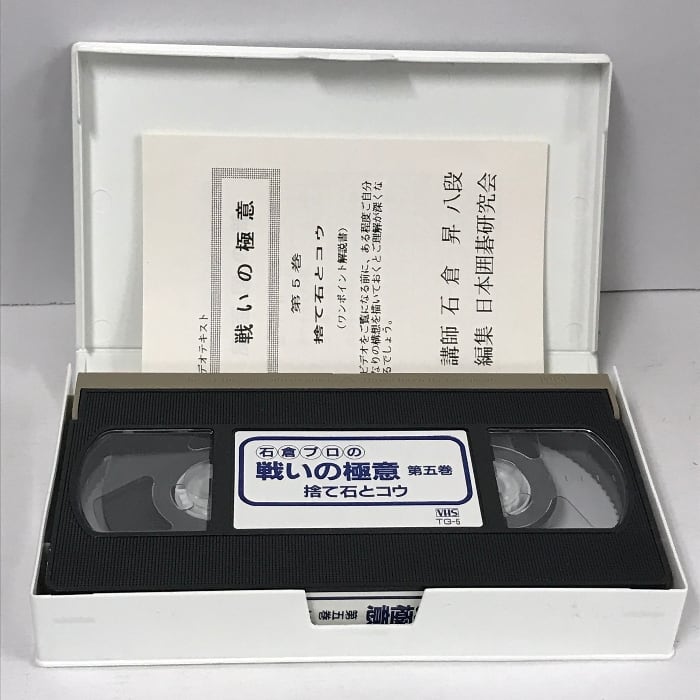 デオテキスト
戦いの極意
第5巻
捨て石とコウ
(ワンポイント解説書)
ビデオをご覧になる前に、ある程度ご自分
なりの構想を描いておくとご理解が深くな
るでしょう。
講師 石倉 昇 八段
編集 日本囲碁研究会
石倉プロの
戦いの極意 第五巻
捨て石とコウ
VHS
TG-5
極意
第五巻